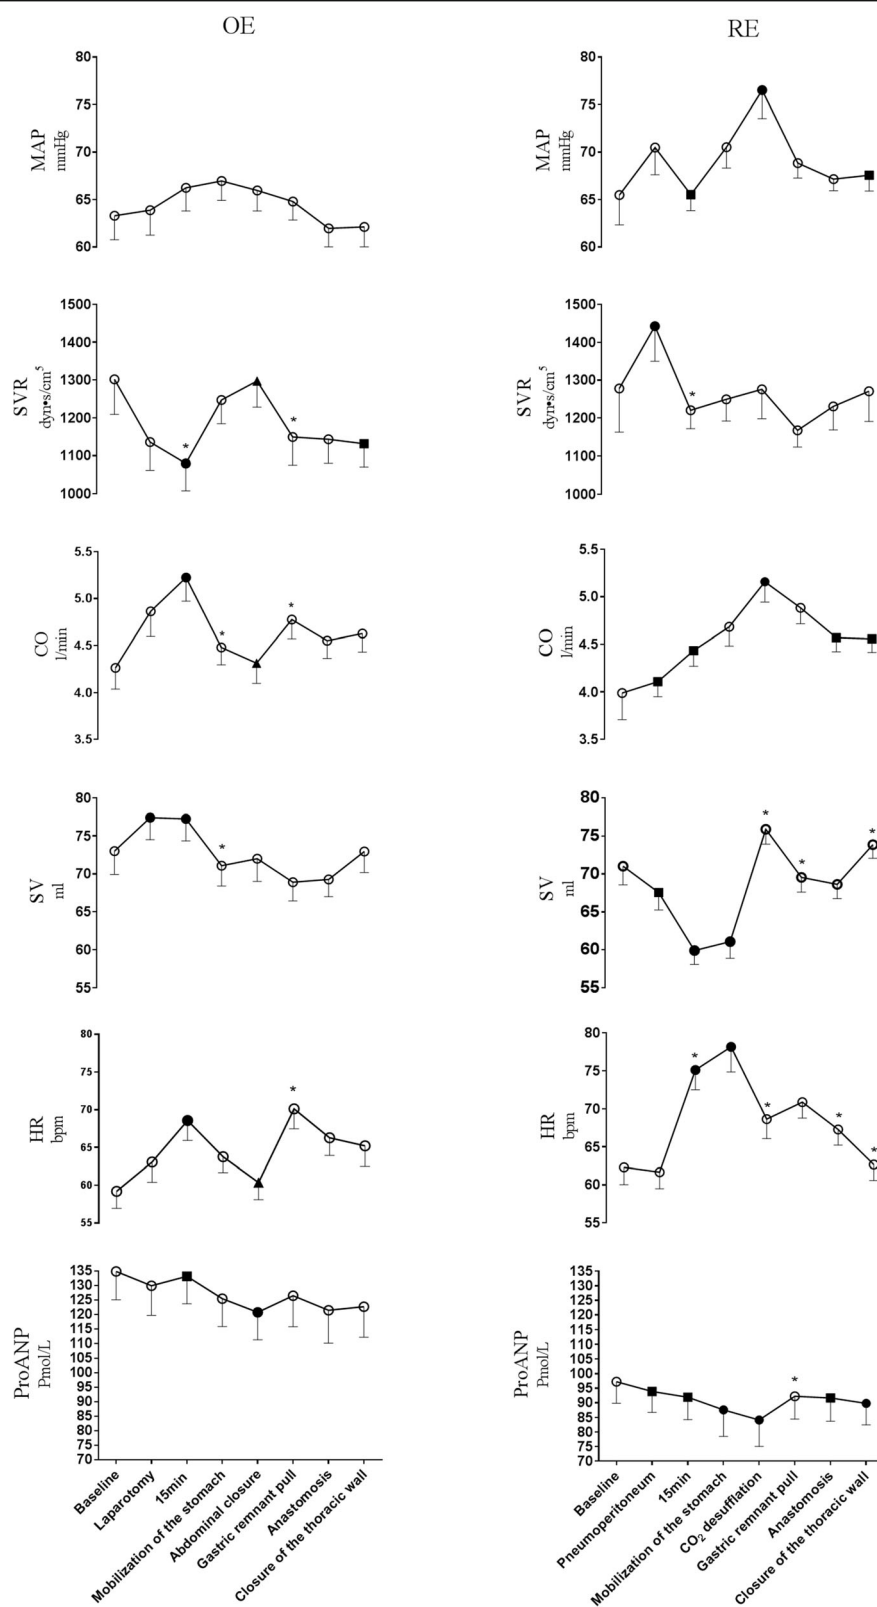 OE
RE
MAP
mmHg
80
75
70
65
60
MAP
mmHg
80
75
70
65
60
SVR
dyn•s/cm⁵
1500
1400
1300
1200
1100
1000
*
*
SVR
dyn•s/cm⁵
1500
1400
1300
1200
1100
1000
*
CO
l/min
5.5
5.0
4.5
4.0
3.5
*
*
CO
l/min
5.5
5.0
4.5
4.0
3.5
SV
ml
80
75
70
65
60
55
*
SV
ml
80
75
70
65
60
55
*
*
*
HR
bpm
80
75
70
65
60
55
*
HR
bpm
80
75
70
65
60
55
*
*
*
*
ProANP
Pmol/L
135
130
125
120
115
110
105
100
95
90
85
80
75
70
Baseline
Laparotomy
15min
Mobilization of the stomach
Abdominal closure
Gastric remnant pull
Anastomosis
Closure of the thoracic wall
ProANP
Pmol/L
135
130
125
120
115
110
105
100
95
90
85
80
75
70
*
Baseline
Pneumoperitoneum
15min
Mobilization of the stomach
CO₂ desufflation
Gastric remnant pull
Anastomosis
Closure of the thoracic wall